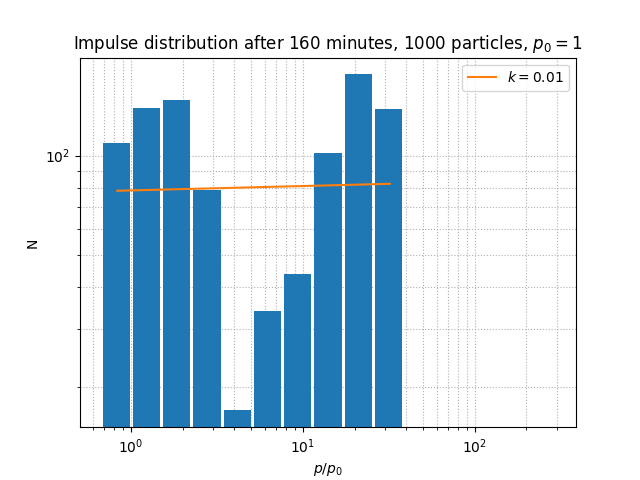 Impulse distribution after 160 minutes, 1000 particles, $p_0 = 1$
$k = 0.01$
$10^2$
N
$10^0$ $10^1$ $10^2$
$p/p_0$